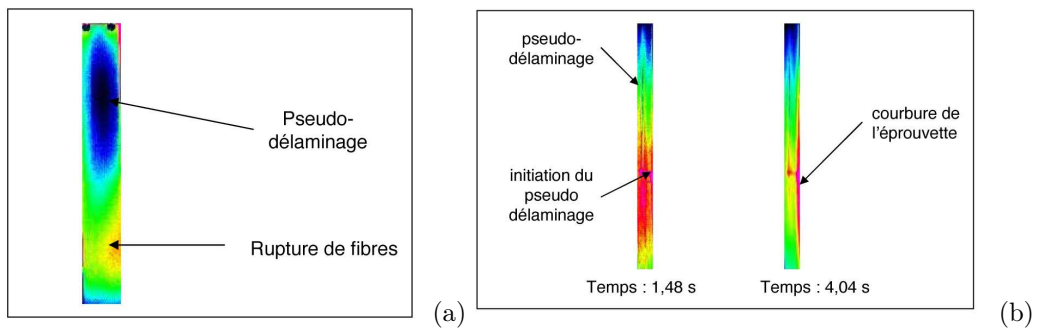 Pseudo-
délaminage
Rupture de fibres
(a)
pseudo-
délaminage
initiation du
pseudo
délaminage
courbure de
l'éprouvette
Temps : 1,48 s
Temps : 4,04 s
(b)